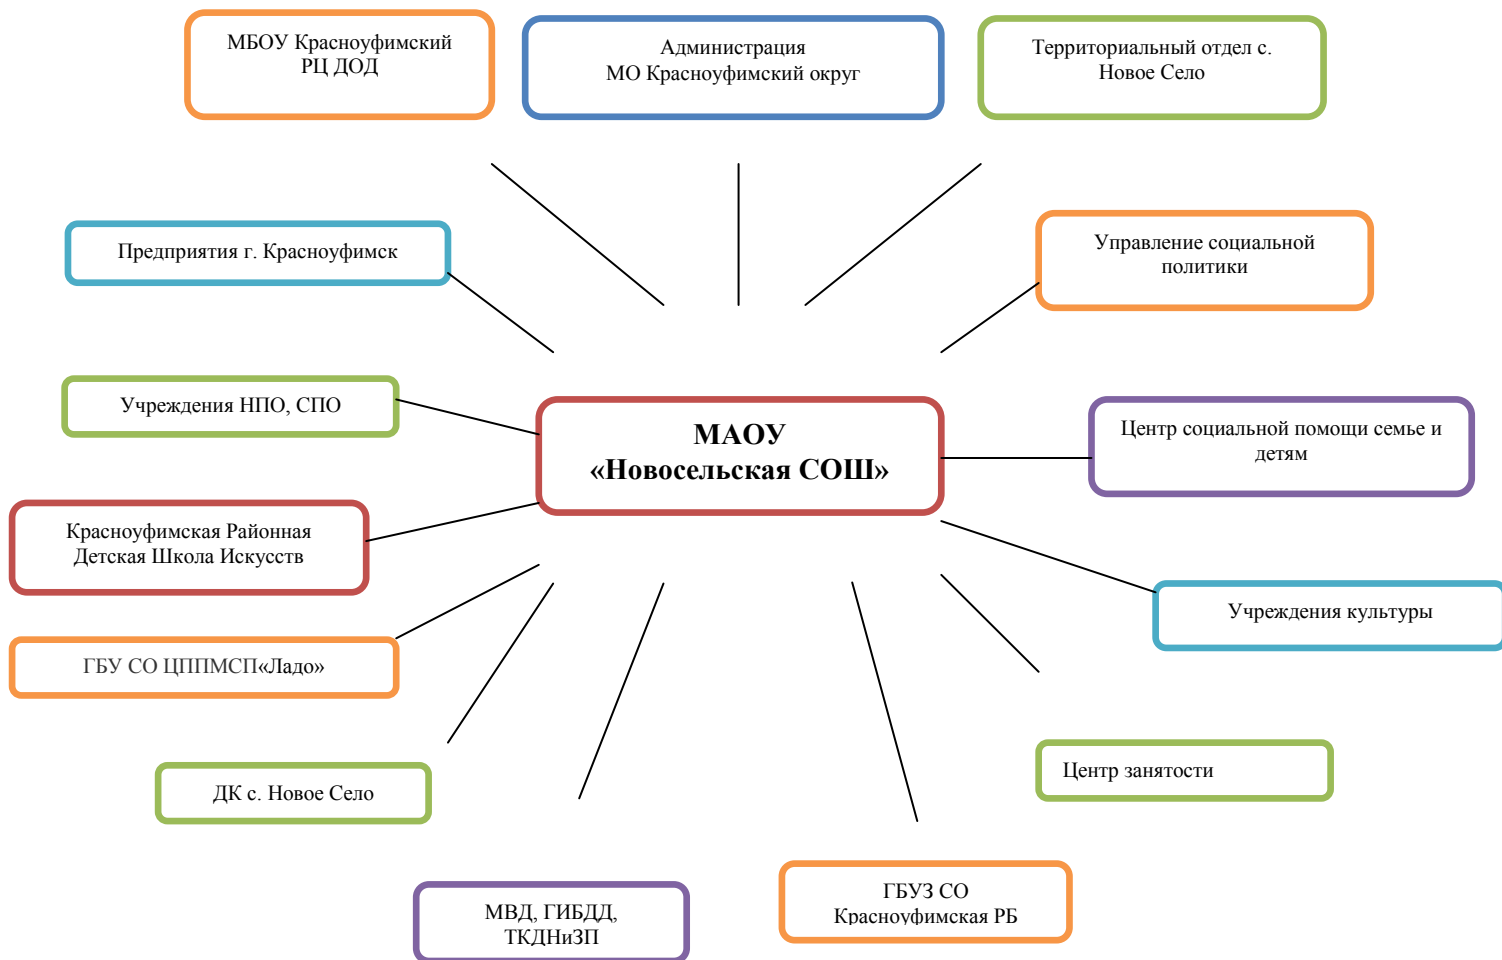 МБОУ Красноуфимский
РЦ ДОД
Администрация
МО Красноуфимский округ
Территориальный отдел с.
Новое Село
Предприятия г. Красноуфимск
Управление социальной
политики
Учреждения НПО, СПО
МАОУ
«Новосельская СОШ»
Центр социальной помощи семье и
детям
Красноуфимская Районная
Детская Школа Искусств
Учреждения культуры
ГБУ СО ЦППМСП«Ладо»
Центр занятости
ДК с. Новое Село
МВД, ГИБДД,
ТКДНиЗП
ГБУЗ СО
Красноуфимская РБ